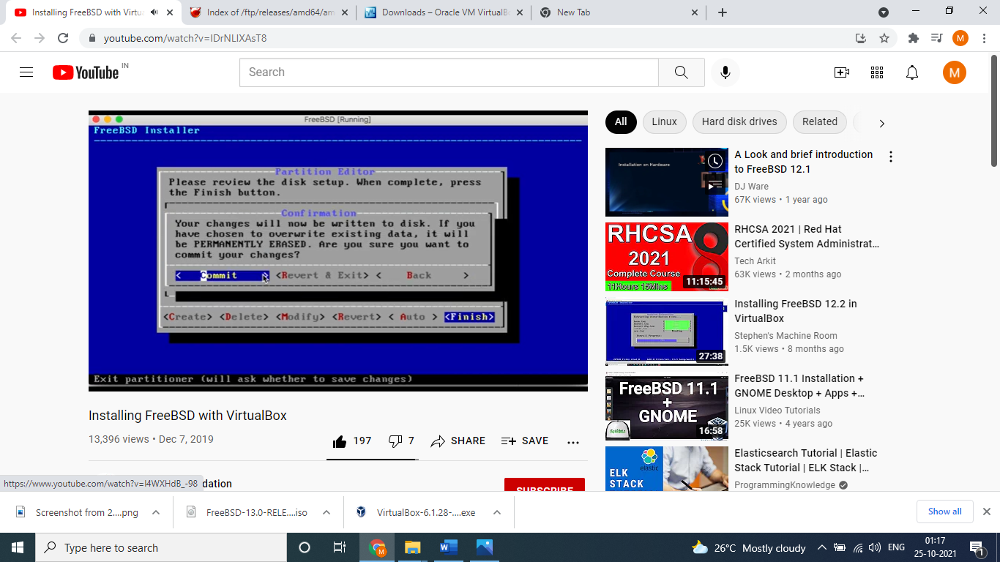 Installing FreeBSD with Virtu
Index of /ftp/releases/amd64/am
Downloads – Oracle VM VirtualB
New Tab
youtube.com/watch?v=IDrNLIXAsT8
M
YouTube IN
Search
M
FreeBSD [Running]
FreeBSD Installer
Partition Editor
Please review the disk setup. When complete, press
the Finish button.
Confirmation
Your changes will now be written to disk. If you
have chosen to overwrite existing data, it will
be PERMANENTLY ERASED. Are you sure you want to
commit your changes?
< Commit > <Revert & Exit> < Back >
<Create> <Delete> <Modify> <Revert> < Auto > <Finish>
Exit partitioner (will ask whether to save changes)
Installing FreeBSD with VirtualBox
13,396 views • Dec 7, 2019
197
7
SHARE
SAVE
dation
SUBSCRIBE
https://www.youtube.com/watch?v=I4WXHdB_-98
All
Linux
Hard disk drives
Related
Installation on Hardware
A Look and brief introduction
to FreeBSD 12.1
DJ Ware
67K views • 1 year ago
RHCSA
2021
Complete Course
11Hours 15Mins
8
11:15:45
RHCSA 2021 | Red Hat
Certified System Administrat…
Tech Arkit
63K views • 2 months ago
27:38
Installing FreeBSD 12.2 in
VirtualBox
Stephen's Machine Room
1.5K views • 8 months ago
FreeBSD 11.1
+
GNOME
16:58
FreeBSD 11.1 Installation +
GNOME Desktop + Apps +…
Linux Video Tutorials
25K views • 4 years ago
ELK
STACK
elastic
Elasticsearch Tutorial | Elastic
Stack Tutorial | ELK Stack |…
ProgrammingKnowledge
Screenshot from 2....png
FreeBSD-13.0-RELE....iso
VirtualBox-6.1.28-....exe
Show all
Type here to search
M
26°C Mostly cloudy
ENG
01:17
25-10-2021
1